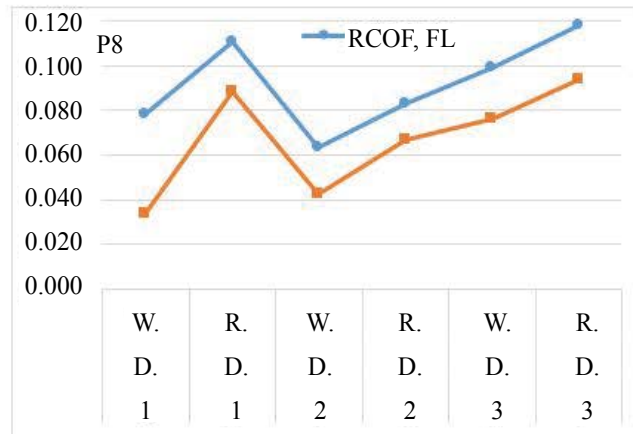 0.120
P8
RCOF, FL
0.100
0.080
0.060
0.040
0.020
0.000
W. R. W. R. W. R.
D. D. D. D. D. D.
1 1 2 2 3 3